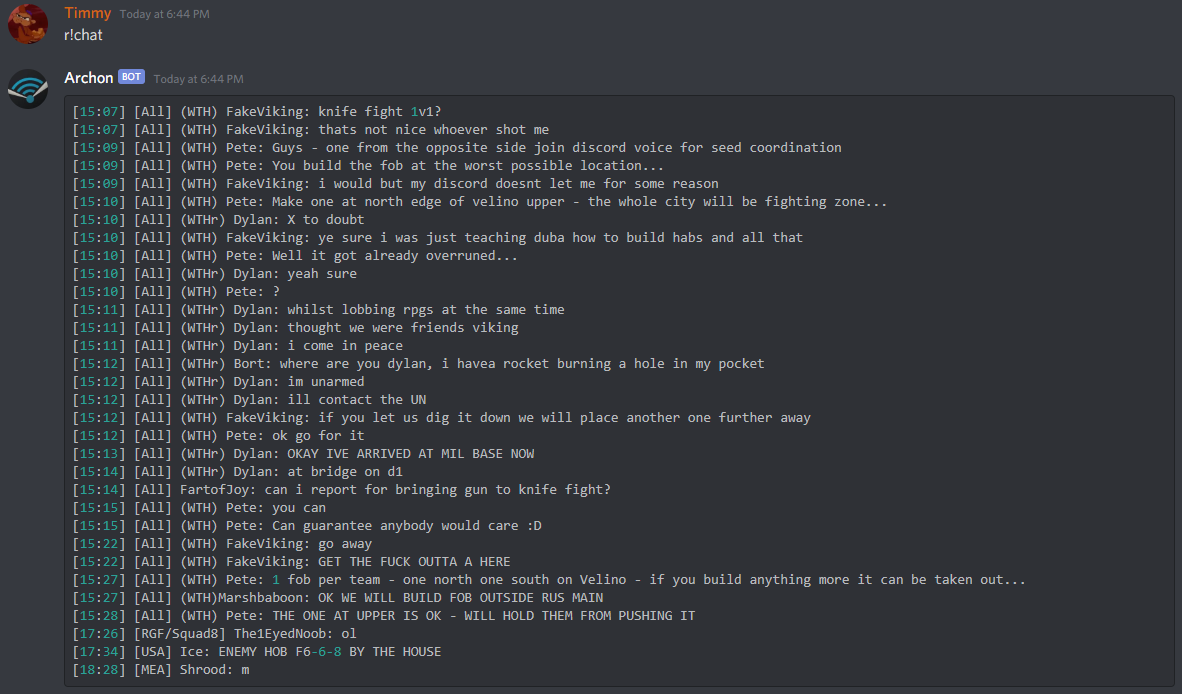 Timmy Today at 6:44 PM
r!chat
Archon BOT Today at 6:44 PM
[15:07] [All] (WTH) FakeViking: knife fight 1v1?
[15:07] [All] (WTH) FakeViking: thats not nice whoever shot me
[15:09] [All] (WTH) Pete: Guys - one from the opposite side join discord voice for seed coordination
[15:09] [All] (WTH) Pete: You build the fob at the worst possible location...
[15:09] [All] (WTH) FakeViking: i would but my discord doesnt let me for some reason
[15:10] [All] (WTH) Pete: Make one at north edge of velino upper - the whole city will be fighting zone...
[15:10] [All] (WTHr) Dylan: X to doubt
[15:10] [All] (WTH) FakeViking: ye sure i was just teaching duba how to build habs and all that
[15:10] [All] (WTH) Pete: Well it got already overruned...
[15:10] [All] (WTHr) Dylan: yeah sure
[15:10] [All] (WTH) Pete: ?
[15:11] [All] (WTHr) Dylan: whilst lobbing rpgs at the same time
[15:11] [All] (WTHr) Dylan: thought we were friends viking
[15:11] [All] (WTHr) Dylan: i come in peace
[15:12] [All] (WTHr) Bort: where are you dylan, i havea rocket burning a hole in my pocket
[15:12] [All] (WTHr) Dylan: im unarmed
[15:12] [All] (WTHr) Dylan: ill contact the UN
[15:12] [All] (WTH) FakeViking: if you let us dig it down we will place another one further away
[15:12] [All] (WTH) Pete: ok go for it
[15:13] [All] (WTHr) Dylan: OKAY IVE ARRIVED AT MIL BASE NOW
[15:14] [All] (WTHr) Dylan: at bridge on d1
[15:14] [All] FartofJoy: can i report for bringing gun to knife fight?
[15:15] [All] (WTH) Pete: you can
[15:15] [All] (WTH) Pete: Can guarantee anybody would care :D
[15:22] [All] (WTH) FakeViking: go away
[15:22] [All] (WTH) FakeViking: GET THE FUCK OUTTA A HERE
[15:27] [All] (WTH) Pete: 1 fob per team - one north one south on Velino - if you build anything more it can be taken out...
[15:27] [All] (WTH)Marshbaboon: OK WE WILL BUILD FOB OUTSIDE RUS MAIN
[15:28] [All] (WTH) Pete: THE ONE AT UPPER IS OK - WILL HOLD THEM FROM PUSHING IT
[17:26] [RGF/Squad8] The1EyedNoob: ol
[17:34] [USA] Ice: ENEMY HOB F6-6-8 BY THE HOUSE
[18:28] [MEA] Shrood: m